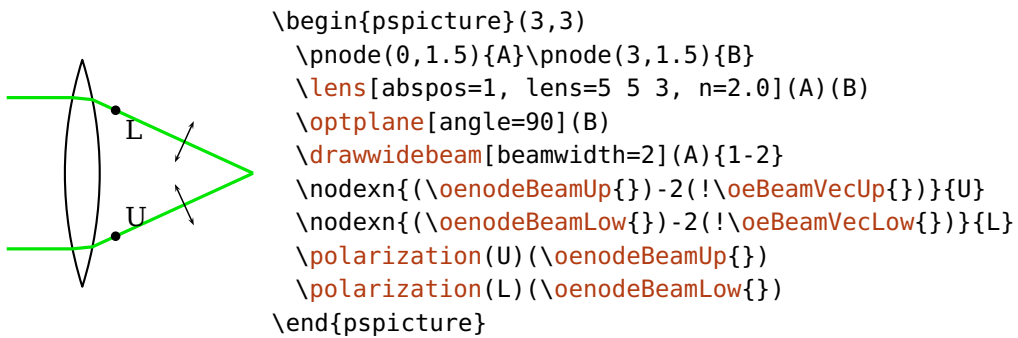 L
U
\begin{pspicture}(3,3)
  \pnode(0,1.5){A}\pnode(3,1.5){B}
  \lens[abspos=1, lens=5 5 3, n=2.0](A)(B)
  \optplane[angle=90](B)
  \drawwidebeam[beamwidth=2](A){1-2}
  \nodexn{(\oenodeBeamUp{})-2(!\oeBeamVecUp{})}{U}
  \nodexn{(\oenodeBeamLow{})-2(!\oeBeamVecLow{})}{L}
  \polarization(U)(\oenodeBeamUp{})
  \polarization(L)(\oenodeBeamLow{})
\end{pspicture}